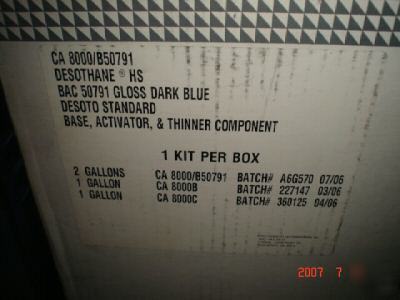 CA 8000/B50791
DESOTHANE® HS
BAC 50791 GLOSS DARK BLUE
DESOTO STANDARD
BASE, ACTIVATOR, & THINNER COMPONENT
1 KIT PER BOX
2 GALLONS CA 8000/B50791 BATCH# A6G570 07/06
1 GALLON CA 8000B BATCH# 227147 03/06
1 GALLON CA 8000C BATCH# 360125 04/06
2007 7